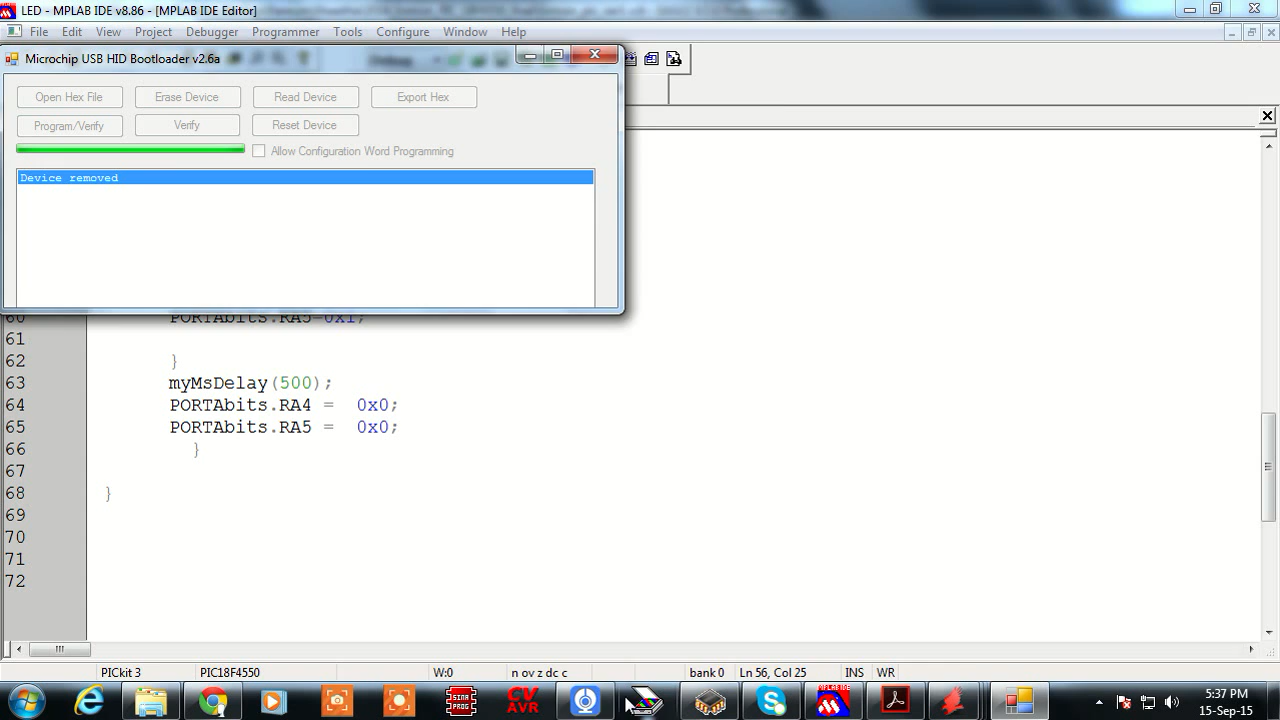 LED - MPLAB IDE v8.86 - [MPLAB IDE Editor]
File Edit View Project Debugger Programmer Tools Configure Window Help
Microchip USB HID Bootloader v2.6a
Open Hex File Erase Device Read Device Export Hex
Program/Verify Verify Reset Device
Allow Configuration Word Programming
Device removed
60 PORTAbits.RA5=0x1;
61
62 }
63 myMsDelay(500);
64 PORTAbits.RA4 = 0x0;
65 PORTAbits.RA5 = 0x0;
66 }
67
68 }
69
70
71
72
PICkit 3 PIC18F4550 W:0 n ov z dc c bank 0 Ln 56, Col 25 INS WR
SINA PROG
CV AVR
MPLAB IDE
5:37 PM
15-Sep-15